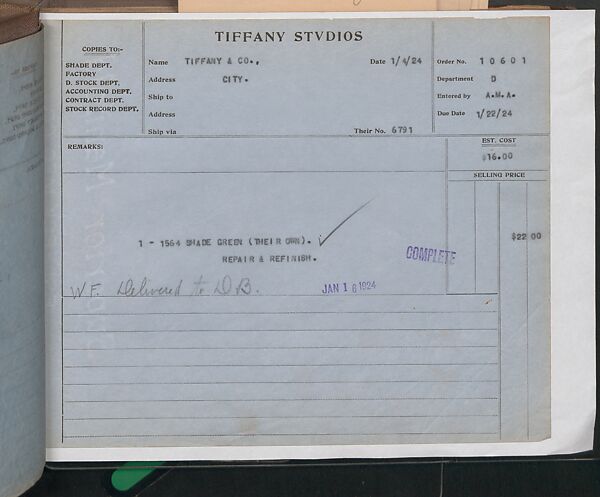 TIFFANY STVDIOS
COPIES TO:-
SHADE DEPT.
FACTORY
D. STOCK DEPT.
ACCOUNTING DEPT.
CONTRACT DEPT.
STOCK RECORD DEPT.
Name TIFFANY & CO., Date 1/4/24
Address CITY.
Ship to
Address
Ship via Their No. 6791
Order No. 10601
Department D
Entered by A.M.A.
Due Date 1/22/24
REMARKS:
EST. COST
$16.00
SELLING PRICE
1 - 1564 SHADE GREEN (THEIR OWN). $22 00
REPAIR & REFINISH.
COMPLETE
W.F. Delivered to D.B. JAN 16 1924